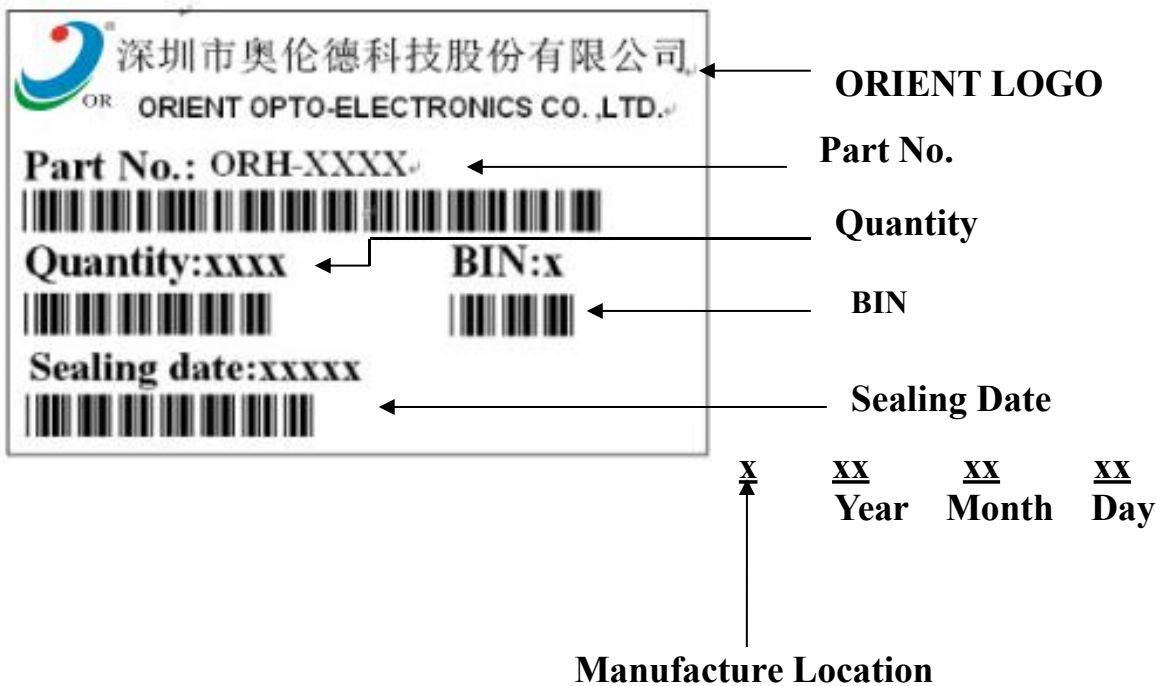 深圳市奥伦德科技股份有限公司
ORIENT LOGO
OR
®
ORIENT OPTO-ELECTRONICS CO. ,LTD.
Part No.: ORH-XXXX
Part No.
Quantity
Quantity:xxxx
BIN:x
BIN
Sealing date:xxxxx
Sealing Date
x xx xx xx
Year Month Day
Manufacture Location